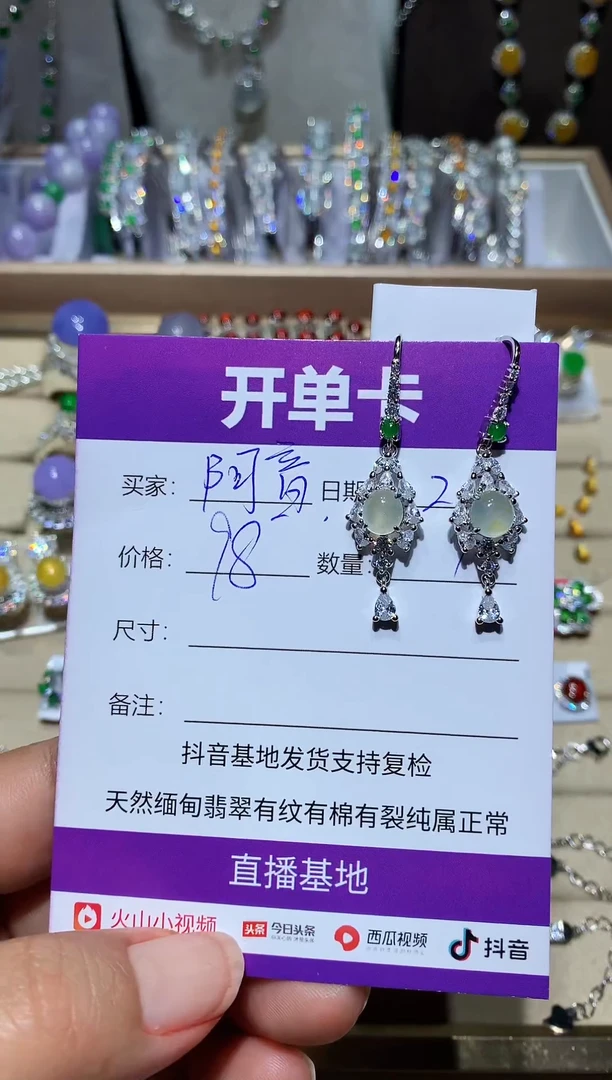 开单卡
买家: 阿音 日期 2
价格: 98 数量:
尺寸:
备注:
抖音基地发货支持复检
天然缅甸翡翠有纹有棉有裂纯属正常
直播基地
火山小视频 头条 今日头条 西瓜视频 抖音